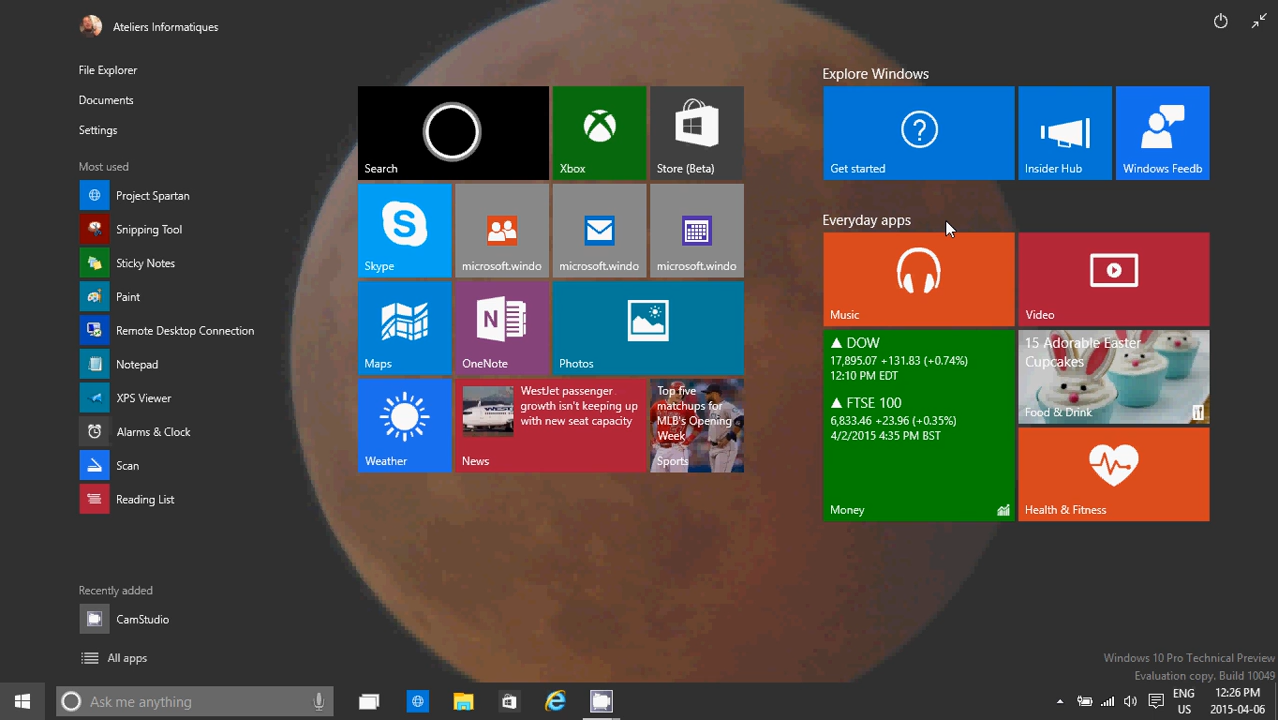 Ateliers Informatiques
File Explorer
Documents
Settings
Most used
Project Spartan
Snipping Tool
Sticky Notes
Paint
Remote Desktop Connection
Notepad
XPS Viewer
Alarms & Clock
Scan
Reading List
Recently added
CamStudio
All apps
Search
Xbox
Store (Beta)
Skype
microsoft.windo
microsoft.windo
microsoft.windo
Maps
OneNote
Photos
Weather
WestJet passenger
growth isn't keeping up
with new seat capacity
News
Top five
matchups for
MLB's Opening
Week
Sports
Explore Windows
Get started
Insider Hub
Windows Feedb
Everyday apps
Music
Video
▲ DOW
17,895.07 +131.83 (+0.74%)
12:10 PM EDT
▲ FTSE 100
6,833.46 +23.96 (+0.35%)
4/2/2015 4:35 PM BST
Money
15 Adorable Easter
Cupcakes
Food & Drink
Health & Fitness
Windows 10 Pro Technical Preview
Evaluation copy. Build 10049
Ask me anything
ENG
US
12:26 PM
2015-04-06